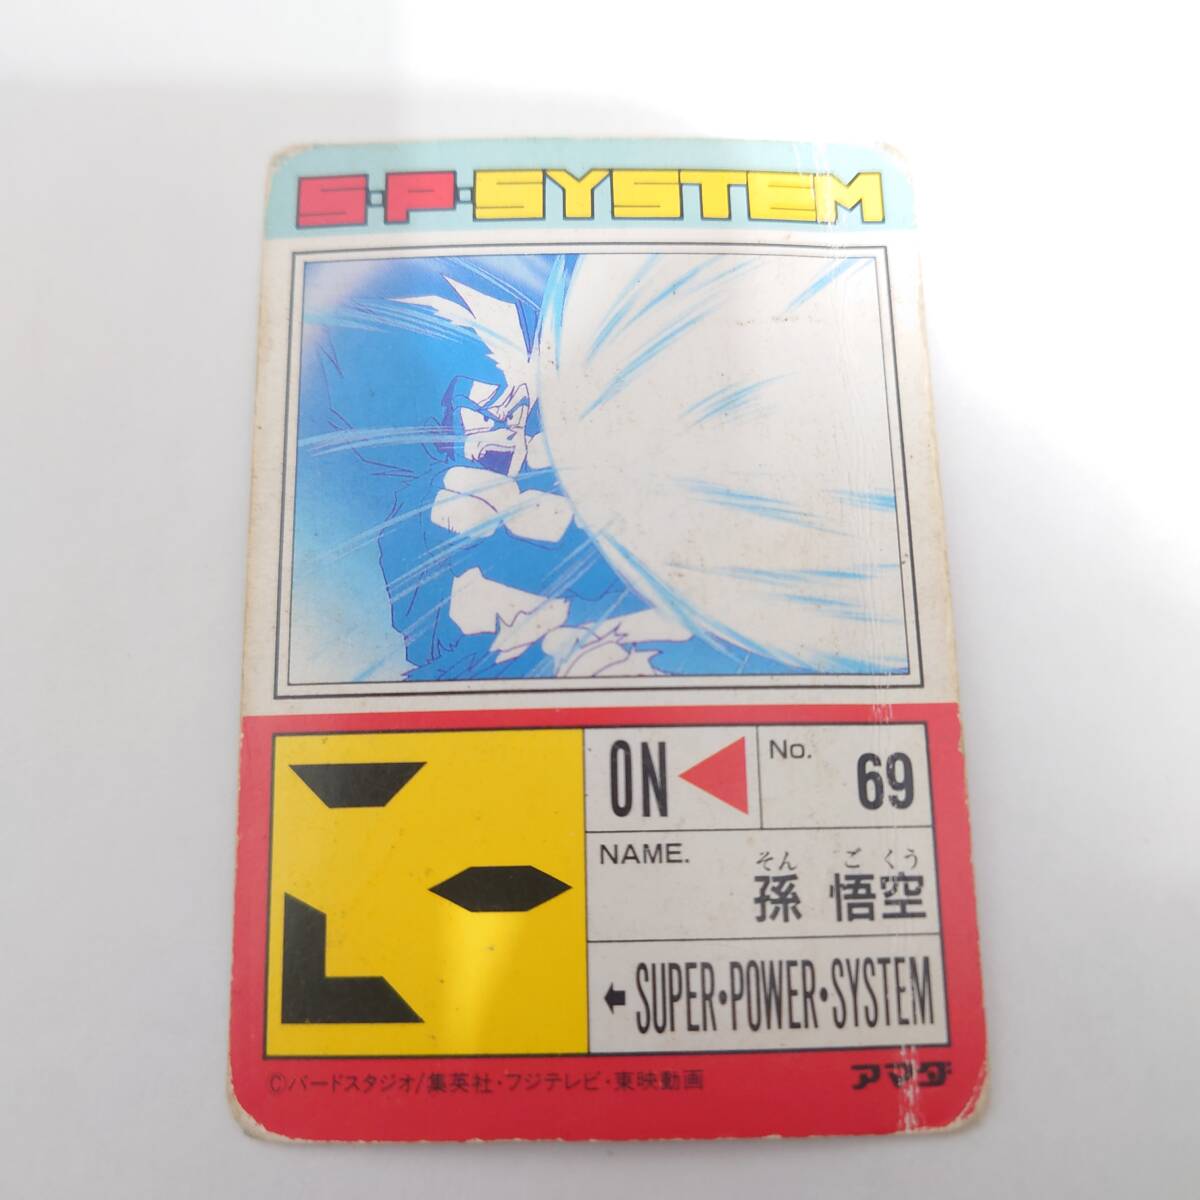 S・P・SYSTEM
ON
No.
69
NAME.
そん ご くう
孫 悟空
SUPER・POWER・SYSTEM
©バードスタジオ/集英社・フジテレビ・東映動画
アマダ